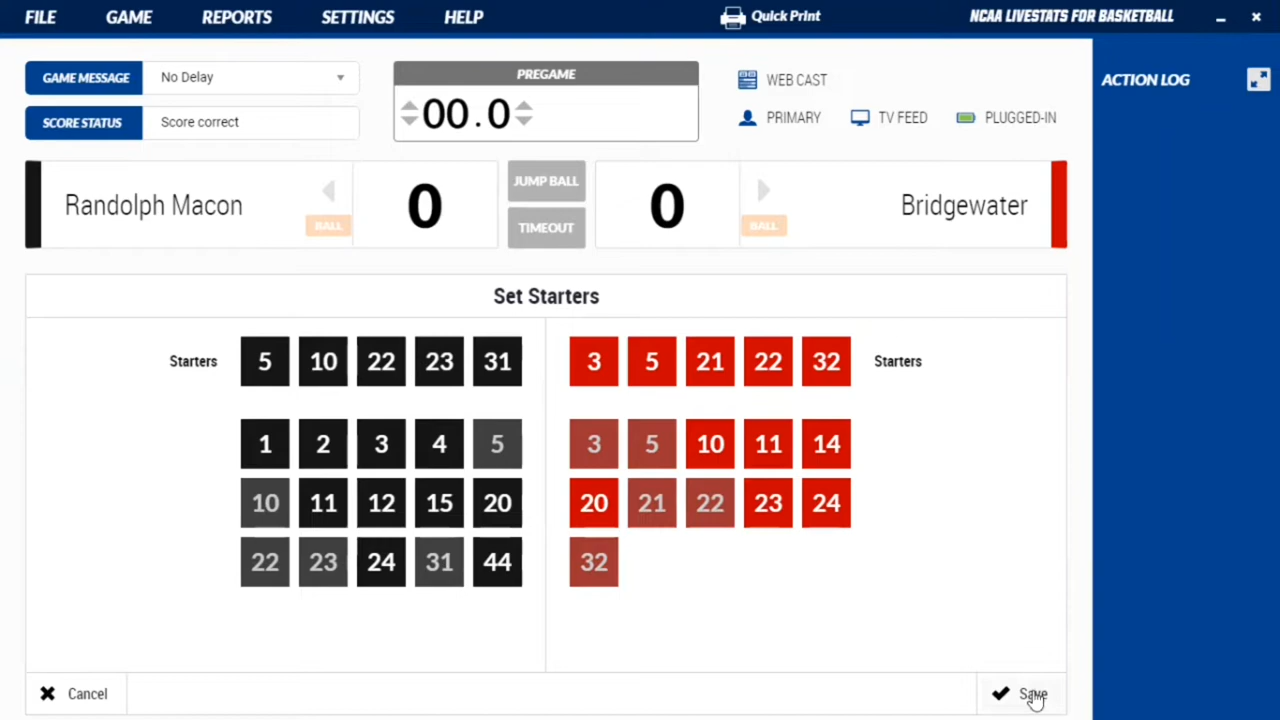 FILE GAME REPORTS SETTINGS HELP Quick Print NCAA LIVESTATS FOR BASKETBALL
GAME MESSAGE No Delay
SCORE STATUS Score correct
PREGAME
00.0
WEB CAST
PRIMARY TV FEED PLUGGED-IN
ACTION LOG
Randolph Macon BALL 0 JUMP BALL TIMEOUT 0 BALL Bridgewater
Set Starters
Starters 5 10 22 23 31
1 2 3 4 5
10 11 12 15 20
22 23 24 31 44
3 5 21 22 32 Starters
3 5 10 11 14
20 21 22 23 24
32
Cancel Save